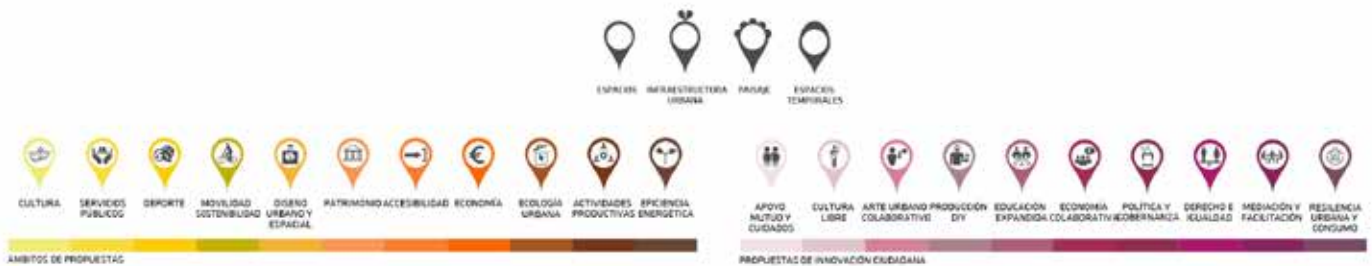 ESPACIOS
INFRAESTRUCTURA
URBANA
PAISAJE
ESPACIOS
TEMPORALES
CULTURA
SERVICIOS
PÚBLICOS
DEPORTE
MOVILIDAD
SOSTENIBILIDAD
DISEÑO
URBANO Y
ESPACIAL
PATRIMONIO
ACCESIBILIDAD
ECONOMÍA
ECOLOGÍA
URBANA
ACTIVIDADES
PRODUCTIVAS
EFICIENCIA
ENERGÉTICA
ÁMBITOS DE PROPUESTAS
APOYO
MUTUO Y
CUIDADOS
CULTURA
LIBRE
ARTE URBANO
COLABORATIVO
PRODUCCIÓN
DIY
EDUCACIÓN
EXPANDIDA
ECONOMÍA
COLABORATIVA
POLÍTICA Y
GOBERNANZA
DERECHO E
IGUALDAD
MEDIACIÓN Y
FACILITACIÓN
RESILENCIA
URBANA Y
CONSUMO
PROPUESTAS DE INNOVACIÓN CIUDADANA